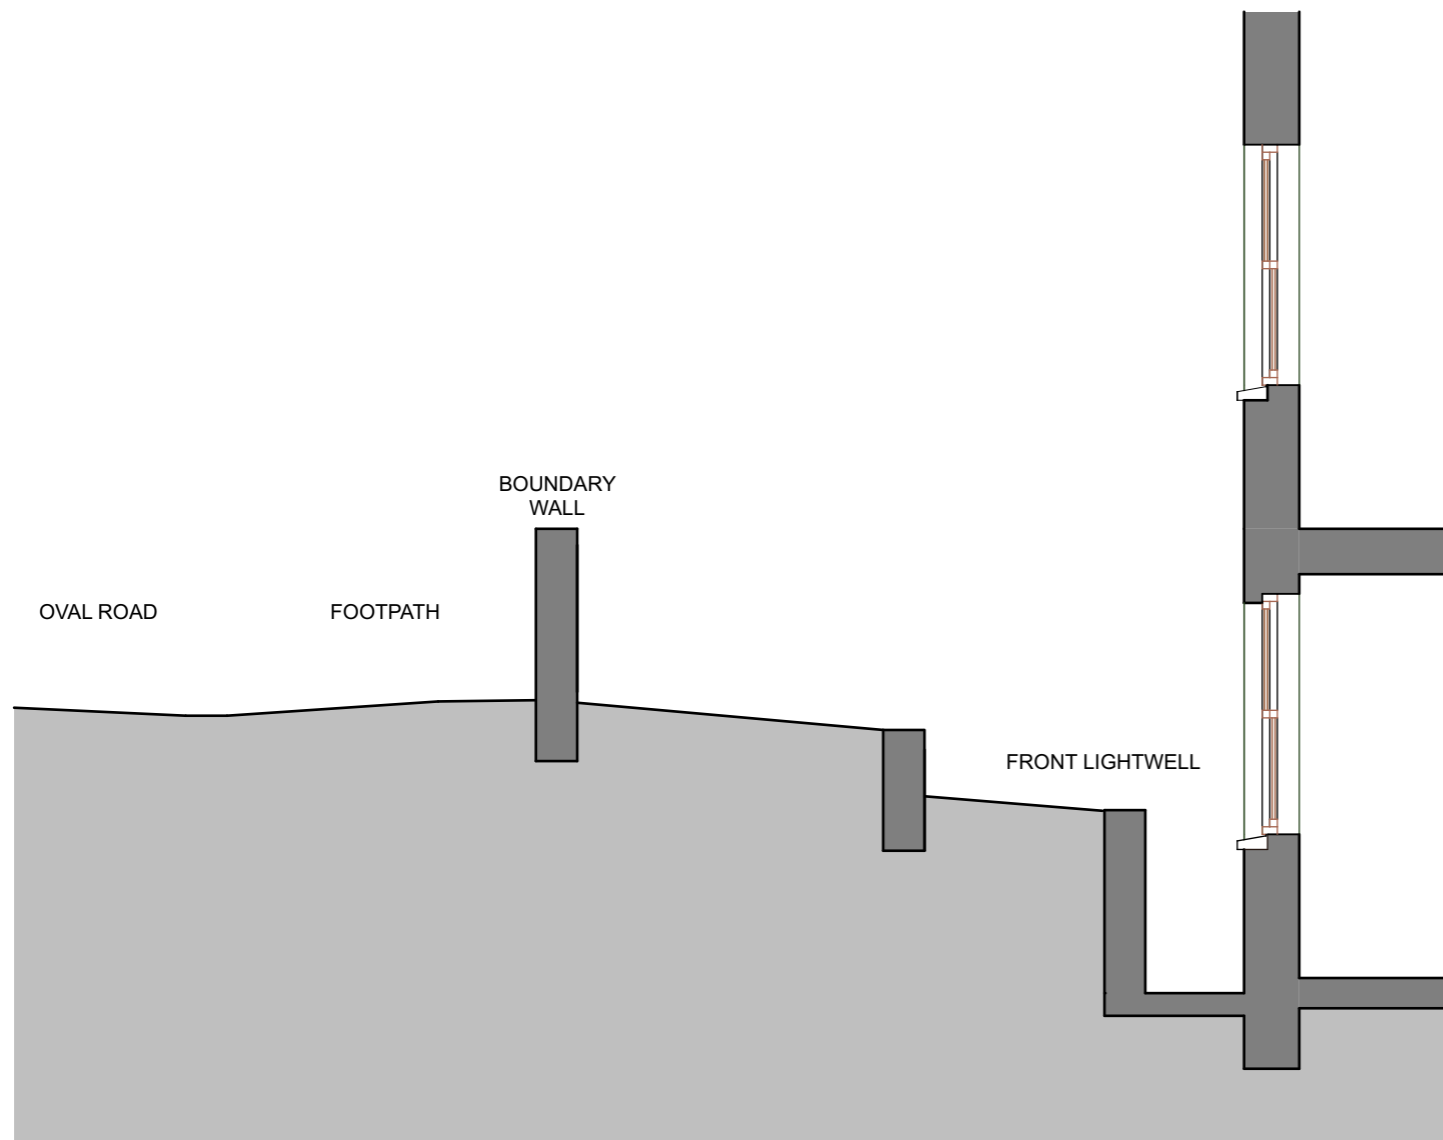 BOUNDARY
WALL
OVAL ROAD
FOOTPATH
FRONT LIGHTWELL